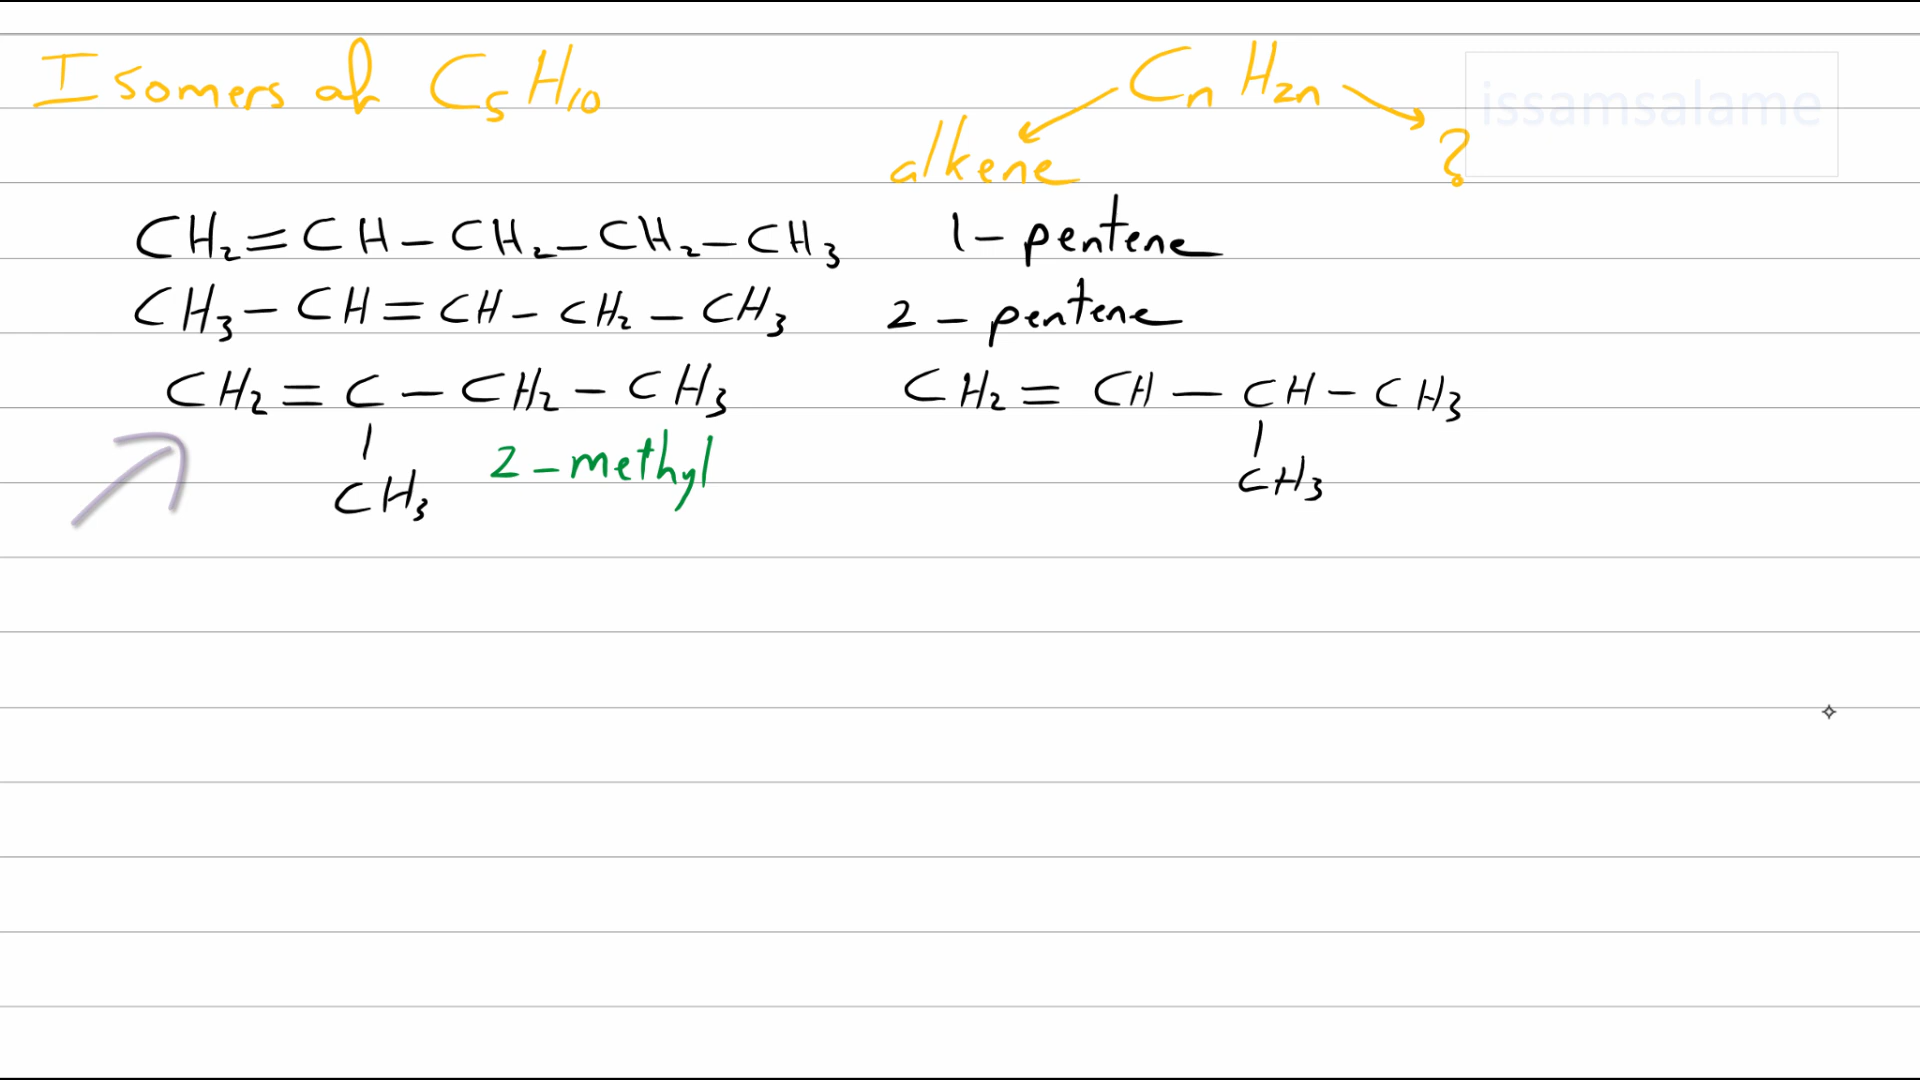 Isomers of C5H10
CnH2n
issamsalame
alkene
?
CH2=CH-CH2-CH2-CH3 1-pentene
CH3-CH=CH-CH2-CH3 2-pentene
CH2=C-CH2-CH3 CH2=CH-CH-CH3
CH3 2-methyl CH3